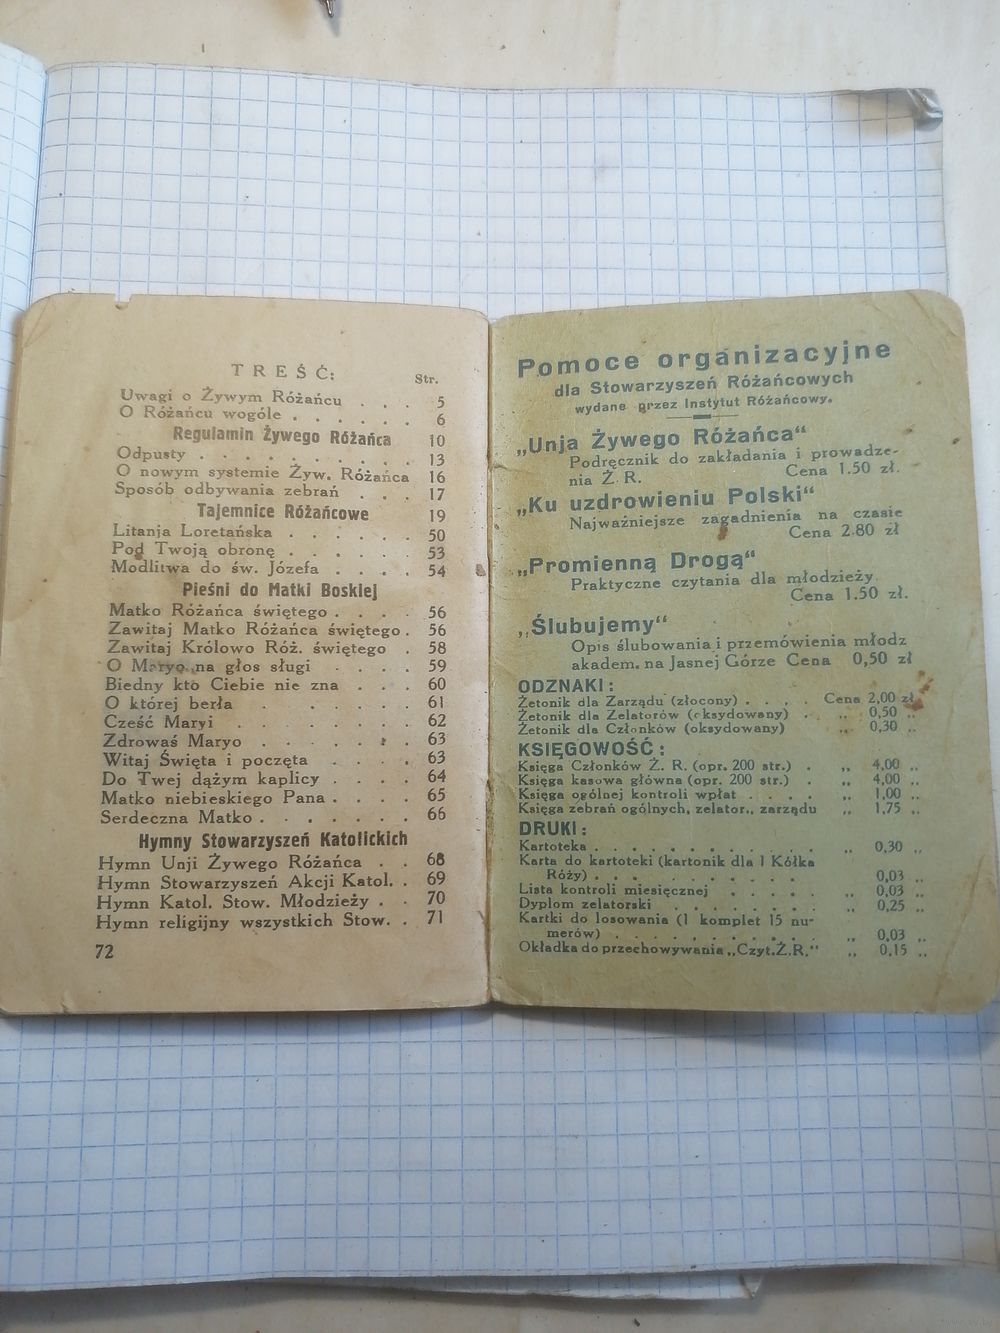 TREŚĆ:
Str.
Uwagi o Żywym Różańcu . . . 5
O Różańcu wogóle . . . . . . 6
Regulamin Żywego Różańca 10
Odpusty . . . . . . . . . . 13
O nowym systemie Żyw. Różańca 16
Sposób odbywania zebrań . . . 17
Tajemnice Różańcowe 19
Litanja Loretańska . . . . . . 50
Pod Twoją obronę . . . . . . 53
Modlitwa do św. Józefa . . . . 54
Pieśni do Matki Boskiej
Matko Różańca świętego . . . . 56
Zawitaj Matko Różańca świętego . 56
Zawitaj Królowo Róż. świętego . 58
O Maryo na głos sługi . . . . 59
Biedny kto Ciebie nie zna . . . 60
O której berła . . . . . . 61
Cześć Maryi . . . . . . . 62
Zdrowaś Maryo . . . . . . 63
Witaj Święta i poczęta . . . . 63
Do Twej dążym kaplicy . . . . 64
Matko niebieskiego Pana . . . . 65
Serdeczna Matko . . . . . . 66
Hymny Stowarzyszeń Katolickich
Hymn Unji Żywego Różańca . . 68
Hymn Stowarzyszeń Akcji Katol. . 69
Hymn Katol. Stow. Młodzieży . . 70
Hymn religijny wszystkich Stow. . 71
72
Pomoce organizacyjne
dla Stowarzyszeń Różańcowych
wydane przez Instytut Różańcowy.
„Unja Żywego Różańca“
Podręcznik do zakładania i prowadze-
nia Ż. R. Cena 1.50 zł.
„Ku uzdrowieniu Polski“
Najważniejsze zagadnienia na czasie
Cena 2.80 zł
„Promienną Drogą“
Praktyczne czytania dla młodzieży.
Cena 1.50 zł.
„Ślubujemy“
Opis ślubowania i przemówienia młodz
akadem. na Jasnej Górze Cena 0,50 zł
ODZNAKI:
Żetonik dla Zarządu (złocony) . . . . Cena 2,00 zł
Żetonik dla Zelatorów (oksydowany) . „ 0,50 „
Żetonik dla Członków (oksydowany) „ 0,30 „
KSIĘGOWOŚĆ:
Księga Członków Ż. R. (opr. 200 str.) . „ 4,00 „
Księga kasowa główna (opr. 200 str.) . „ 4,00 „
Księga ogólnej kontroli wpłat . . . . „ 1,00 „
Księga zebrań ogólnych, zelator., zarządu „ 1,75 „
DRUKI:
Kartoteka . . . . . . . . . . „ 0,30 „
Karta do kartoteki (kartonik dla 1 Kółka
Róży) . . . . . . . . . 0,03 „
Lista kontroli miesięcznej . . . . . „ 0,03 „
Dyplom zelatorski . . . . . . . „ 0,25 „
Kartki do losowania (1 komplet 15 nu-
merów) . . . . . . . . . „ 0,03 „
Okładka do przechowywania „Czyt.Ż.R.“ „ 0,15 „